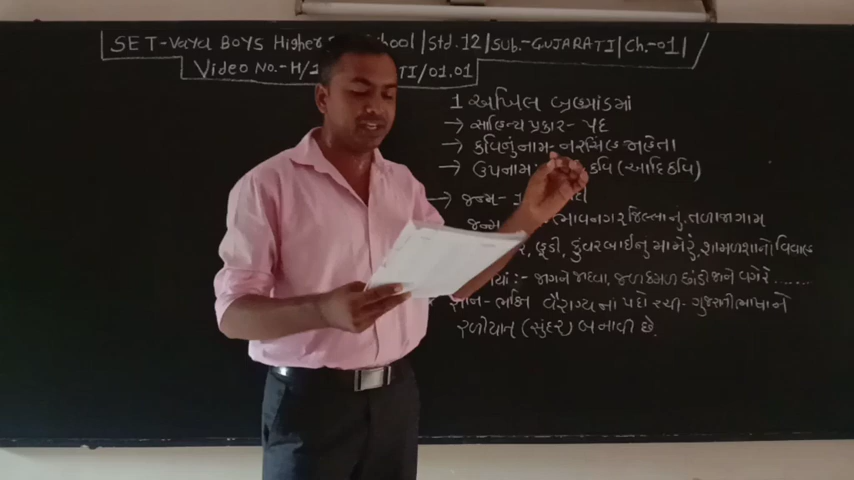 SET-Vaya Boys Higher School |Std.12|Sub.-GUJARATI|Ch.-01|
Video No.-H/1 TI/01.01
1 અખિલ બ્રહ્માંડમાં
→ સાહિત્ય પ્રકાર- પદ
→ કવિનું નામ- નરસિંહ મહેતા
→ ઉપનામ: કવિ (આદિકવિ)
→ જન્મ-
જન્મ ભાવનગર જિલ્લાનું તળાજા ગામ
હૂંડી, કુંવરબાઈનું મામેરું, શામળશાનો વિવાહ
જાગને જાદવા, જળકમળ છાંડી જાને વગેરે ......
જ્ઞાન-ભક્તિ વૈરાગ્યના પદો રચી- ગુજરાતી ભાષાને
રળીયાત (સુંદર) બનાવી છે.